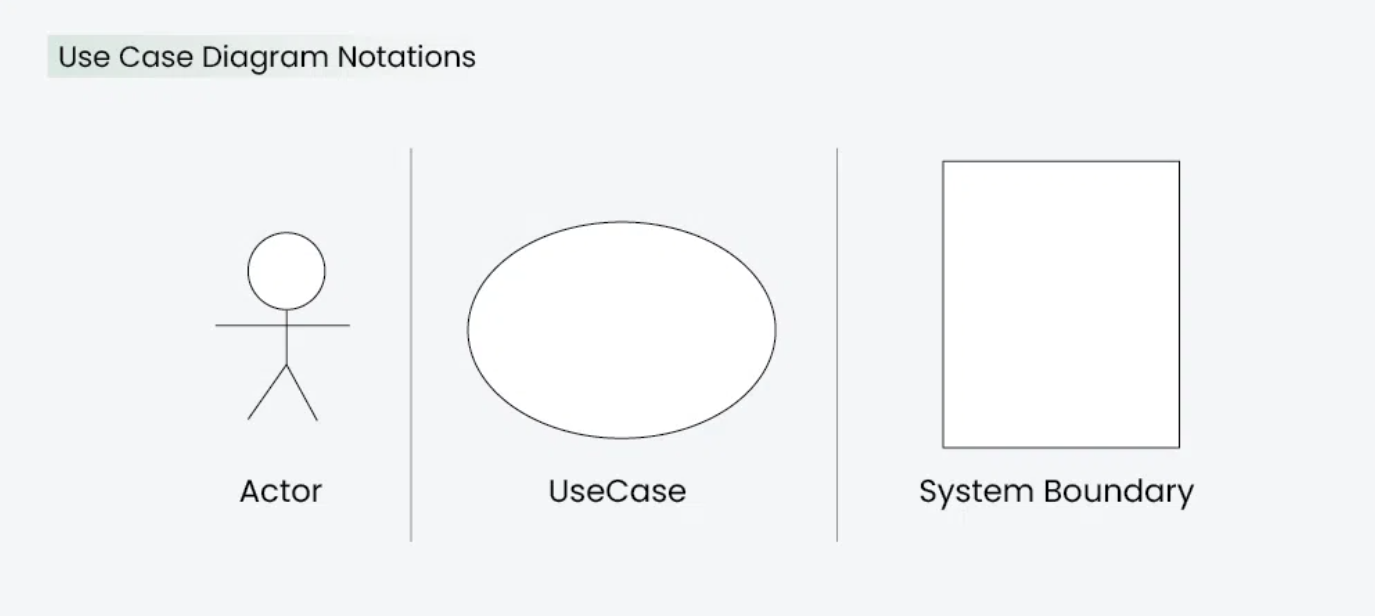 Use Case Diagram Notations
Actor
UseCase
System Boundary